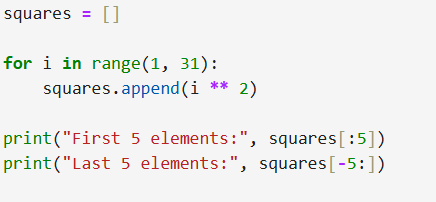 squares = []

for i in range(1, 31):
    squares.append(i ** 2)

print("First 5 elements:", squares[:5])
print("Last 5 elements:", squares[-5:])